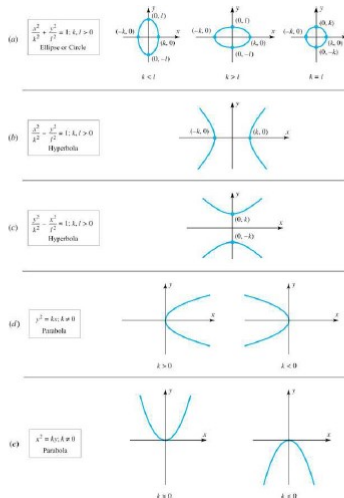 (a) x²/k² + y²/l² = 1; k, l > 0
Ellipse or Circle
y
(0, l)
(−k, 0)
(k, 0)
x
(0, −l)
k < l
y
(0, l)
(−k, 0)
(k, 0)
x
(0, −l)
k > l
y
(0, k)
(−k, 0)
(k, 0)
x
(0, −k)
k = l
(b) x²/k² − y²/l² = 1; k, l > 0
Hyperbola
y
(−k, 0)
(k, 0)
x
(c) y²/k² − x²/l² = 1; k, l > 0
Hyperbola
y
(0, k)
x
(0, −k)
(d) y² = kx; k ≠ 0
Parabola
y
x
k > 0
y
x
k < 0
(e) x² = ky; k ≠ 0
Parabola
y
x
k > 0
y
x
k < 0